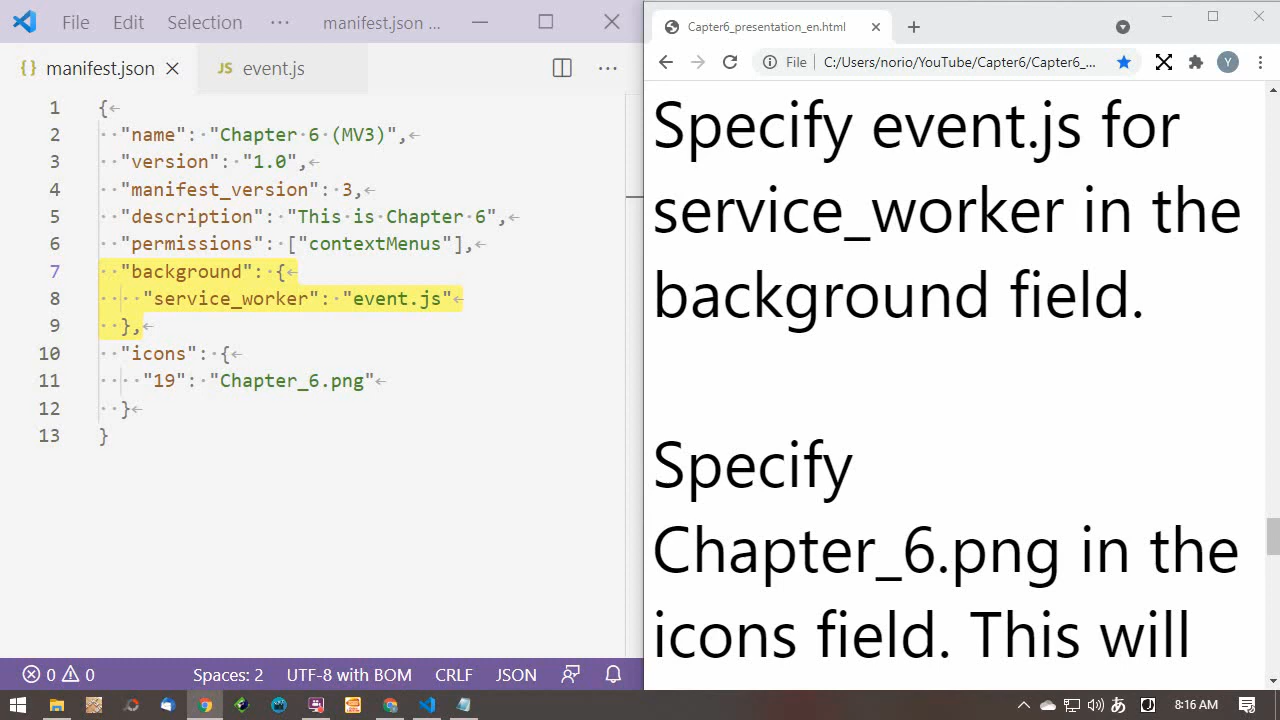 File Edit Selection ··· manifest.json ...
manifest.json event.js
1 {
2 "name": "Chapter 6 (MV3)",
3 "version": "1.0",
4 "manifest_version": 3,
5 "description": "This is Chapter 6",
6 "permissions": ["contextMenus"],
7 "background": {
8 "service_worker": "event.js"
9 },
10 "icons": {
11 "19": "Chapter_6.png"
12 }
13 }
0 0 Spaces: 2 UTF-8 with BOM CRLF JSON
Capter6_presentation_en.html
File C:/Users/norio/YouTube/Capter6/Capter6_... Y
Specify event.js for
service_worker in the
background field.
Specify
Chapter_6.png in the
icons field. This will
あ 8:16 AM